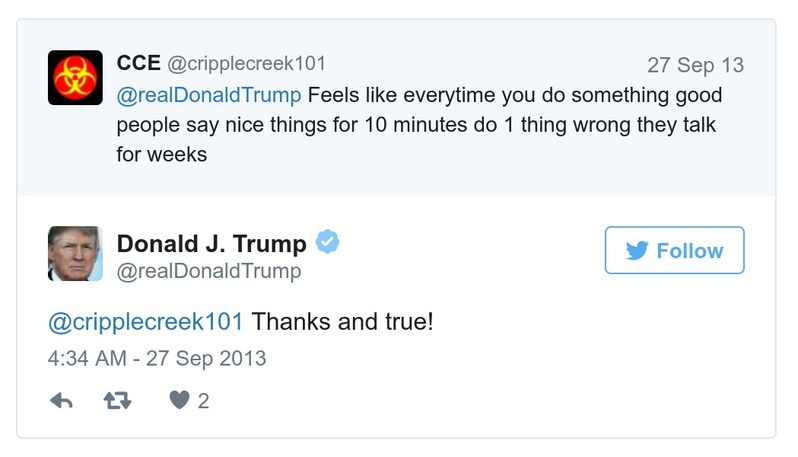 CCE @cripplecreek101 27 Sep 13
@realDonaldTrump Feels like everytime you do something good
people say nice things for 10 minutes do 1 thing wrong they talk
for weeks
Donald J. Trump
@realDonaldTrump
Follow
@cripplecreek101 Thanks and true!
4:34 AM - 27 Sep 2013
2